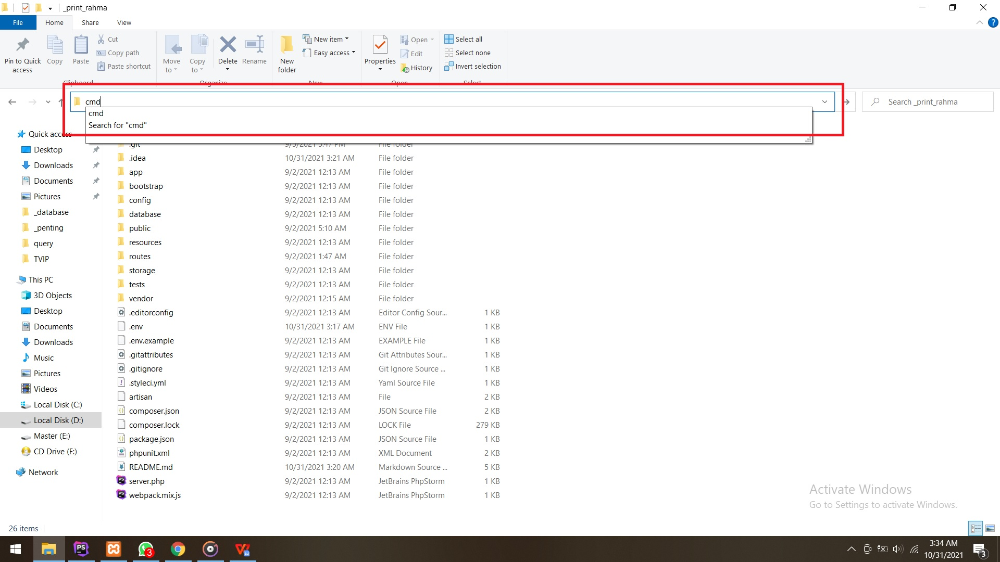 _print_rahma
File Home Share View
Pin to Quick access
Copy
Paste
Cut
Copy path
Paste shortcut
Clipboard
Move to
Copy to
Delete
Rename
Organize
New folder
New item
Easy access
New
Properties
Open
Edit
History
Open
Select all
Select none
Invert selection
Select
cmd
Search _print_rahma
cmd
Search for "cmd"
Quick access
Desktop
Downloads
Documents
Pictures
_database
_penting
query
TVIP
This PC
3D Objects
Desktop
Documents
Downloads
Music
Pictures
Videos
Local Disk (C:)
Local Disk (D:)
Master (E:)
CD Drive (F:)
Network
.git 9/5/2021 5:47 PM File folder
.idea 10/31/2021 3:21 AM File folder
app 9/2/2021 12:13 AM File folder
bootstrap 9/2/2021 12:13 AM File folder
config 9/2/2021 12:13 AM File folder
database 9/2/2021 12:13 AM File folder
public 9/2/2021 5:10 AM File folder
resources 9/2/2021 12:13 AM File folder
routes 9/2/2021 1:47 AM File folder
storage 9/2/2021 12:13 AM File folder
tests 9/2/2021 12:13 AM File folder
vendor 9/2/2021 12:15 AM File folder
.editorconfig 9/2/2021 12:13 AM Editor Config Sour... 1 KB
.env 10/31/2021 3:17 AM ENV File 1 KB
.env.example 9/2/2021 12:13 AM EXAMPLE File 1 KB
.gitattributes 9/2/2021 12:13 AM Git Attributes Sour... 1 KB
.gitignore 9/2/2021 12:13 AM Git Ignore Source ... 1 KB
.styleci.yml 9/2/2021 12:13 AM Yaml Source File 1 KB
artisan 9/2/2021 12:13 AM File 2 KB
composer.json 9/2/2021 12:13 AM JSON Source File 2 KB
composer.lock 9/2/2021 12:13 AM LOCK File 279 KB
package.json 9/2/2021 12:13 AM JSON Source File 1 KB
phpunit.xml 9/2/2021 12:13 AM XML Document 2 KB
README.md 10/31/2021 3:20 AM Markdown Source ... 5 KB
server.php 9/2/2021 12:13 AM JetBrains PhpStorm 1 KB
webpack.mix.js 9/2/2021 12:13 AM JetBrains PhpStorm 1 KB
Activate Windows
Go to Settings to activate Windows.
26 items
PS
3
3:34 AM
10/31/2021
3